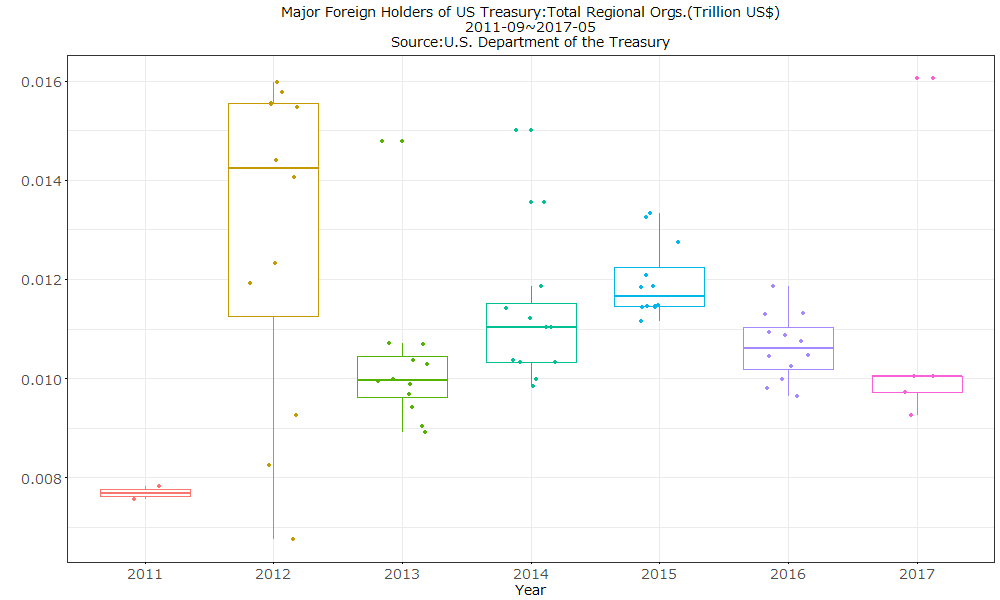 Major Foreign Holders of US Treasury:Total Regional Orgs.(Trillion US$)
2011-09~2017-05
Source:U.S. Department of the Treasury
0.016
0.014
0.012
0.010
0.008
2011 2012 2013 2014 2015 2016 2017
Year